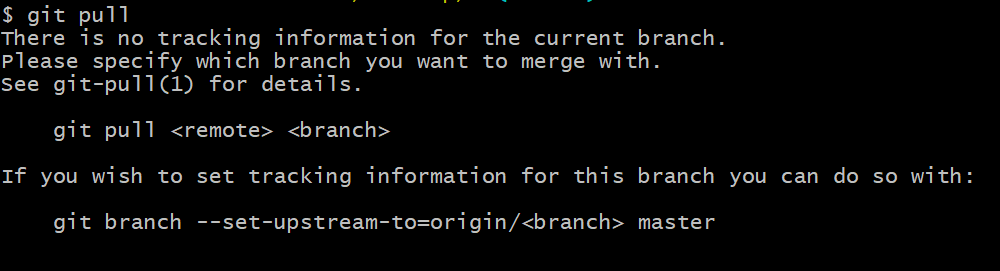 $ git pull
There is no tracking information for the current branch.
Please specify which branch you want to merge with.
See git-pull(1) for details.
git pull <remote> <branch>
If you wish to set tracking information for this branch you can do so with:
git branch --set-upstream-to=origin/<branch> master